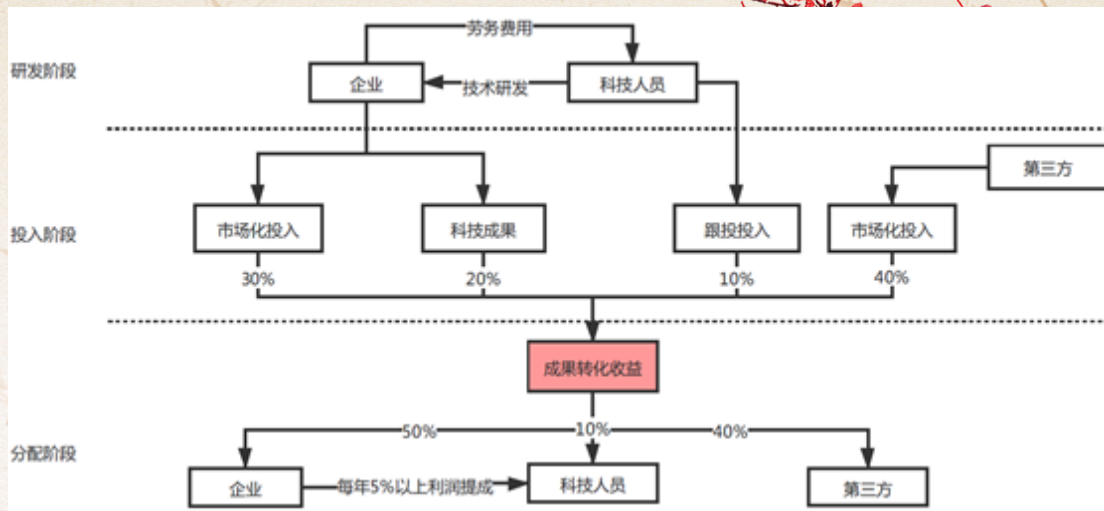 劳务费用
研发阶段
企业
技术研发
科技人员
第三方
投入阶段
市场化投入
科技成果
跟投投入
市场化投入
30%
20%
10%
40%
成果转化收益
50%
10%
40%
分配阶段
企业
每年5%以上利润提成
科技人员
第三方